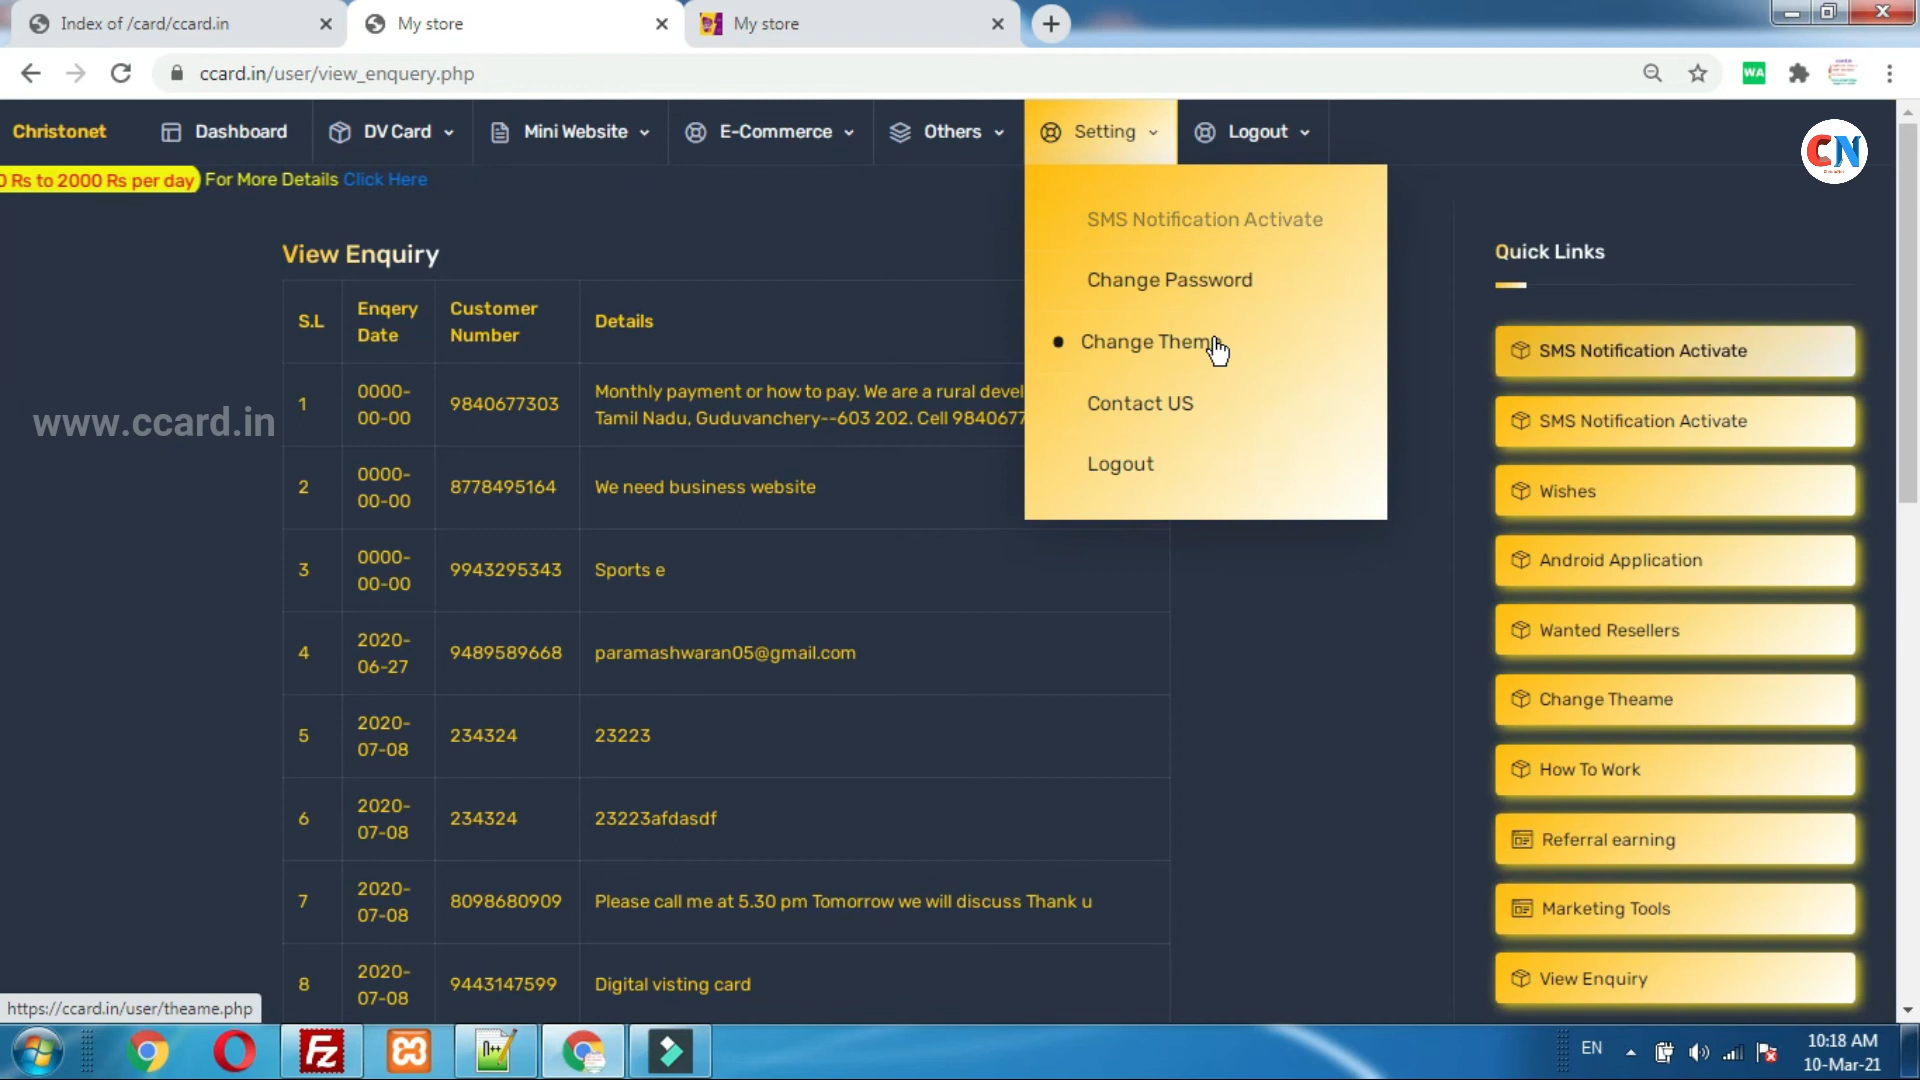 Index of /card/ccard.in
My store
My store
ccard.in/user/view_enquery.php
WA
Christonet
Dashboard
DV Card
Mini Website
E-Commerce
Others
Setting
Logout
CN
0 Rs to 2000 Rs per day For More Details Click Here
SMS Notification Activate
Change Password
Change Them
Contact US
Logout
View Enquiry
S.L
Enqery Date
Customer Number
Details
1
0000-00-00
9840677303
Monthly payment or how to pay. We are a rural devel
Tamil Nadu, Guduvanchery--603 202. Cell 9840677
2
0000-00-00
8778495164
We need business website
3
0000-00-00
9943295343
Sports e
4
2020-06-27
9489589668
paramashwaran05@gmail.com
5
2020-07-08
234324
23223
6
2020-07-08
234324
23223afdasdf
7
2020-07-08
8098680909
Please call me at 5.30 pm Tomorrow we will discuss Thank u
8
2020-07-08
9443147599
Digital visting card
www.ccard.in
Quick Links
SMS Notification Activate
SMS Notification Activate
Wishes
Android Application
Wanted Resellers
Change Theame
How To Work
Referral earning
Marketing Tools
View Enquiry
https://ccard.in/user/theame.php
Fz
EN
10:18 AM
10-Mar-21